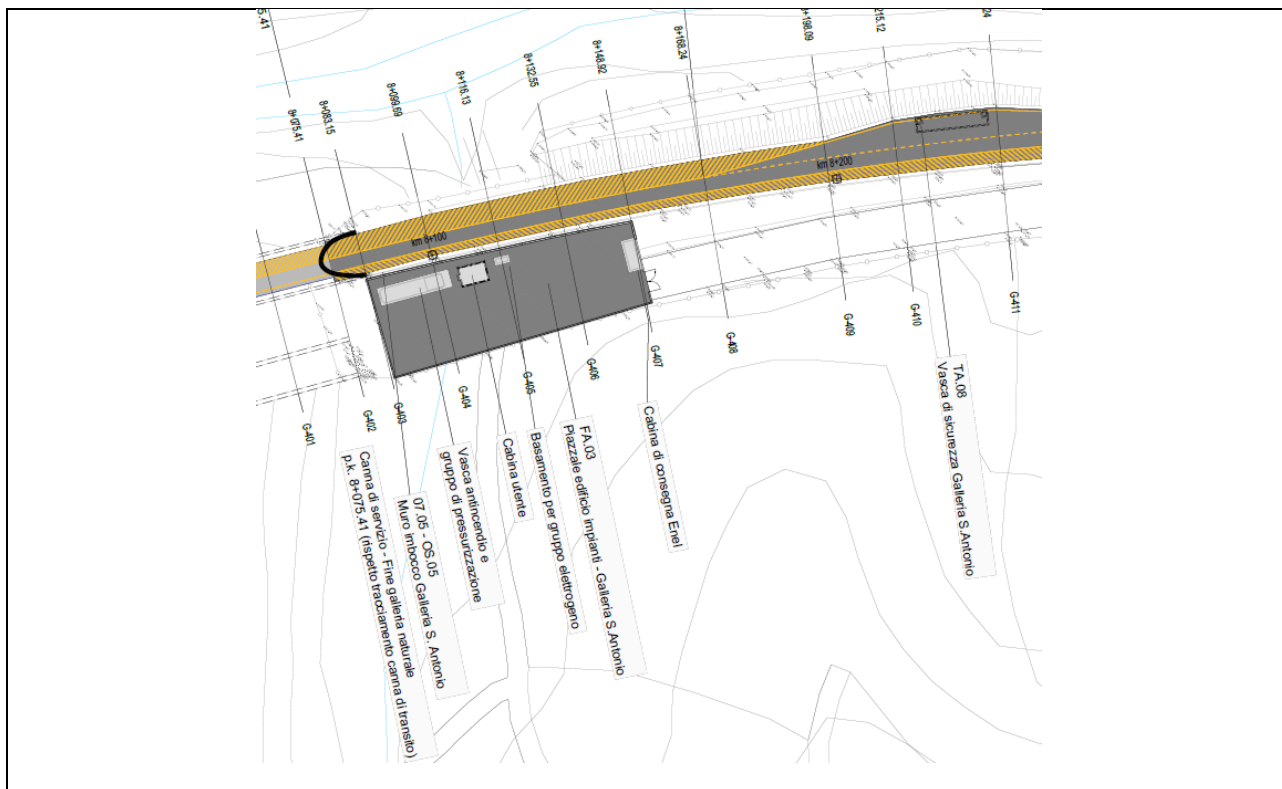 5.41
8+075.41
8+083.15
8+099.69
8+116.13
8+132.55
8+148.92
8+168.24
8+198.09
215.12
24
km 8+100
km 8+200
G-401
G-402
G-403
G-404
G-405
G-406
G-407
G-408
G-409
G-410
G-411
Canna di servizio - Fine galleria naturale
p.k. 8+075.41 (rispetto tracciamento canna di transito)
07.05 - OS.05
Muro imbocco Galleria S. Antonio
Vasca antincendio e
gruppo di pressurizzazione
Cabina utente
Basamento per gruppo elettrogeno
FA.03
Piazzale edificio impianti - Galleria S.Antonio
Cabina di consegna Enel
TA.08
Vasca di sicurezza Galleria S.Antonio